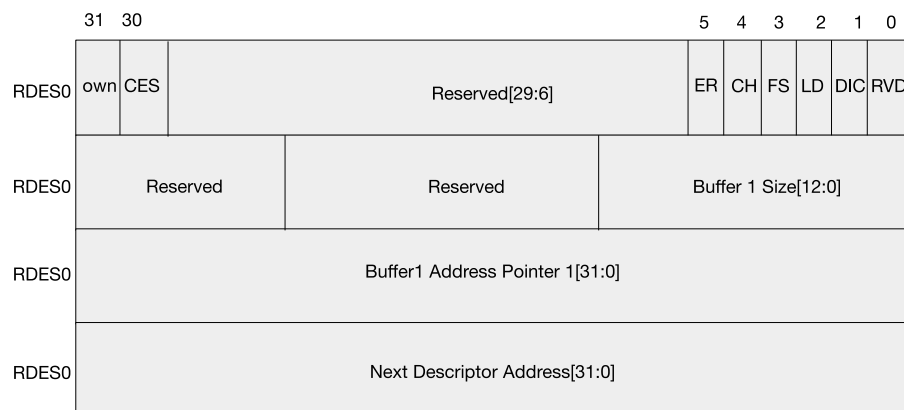 31 30 5 4 3 2 1 0
RDES0 own CES Reserved[29:6] ER CH FS LD DIC RVD
RDES0 Reserved Reserved Buffer 1 Size[12:0]
RDES0 Buffer1 Address Pointer 1[31:0]
RDES0 Next Descriptor Address[31:0]